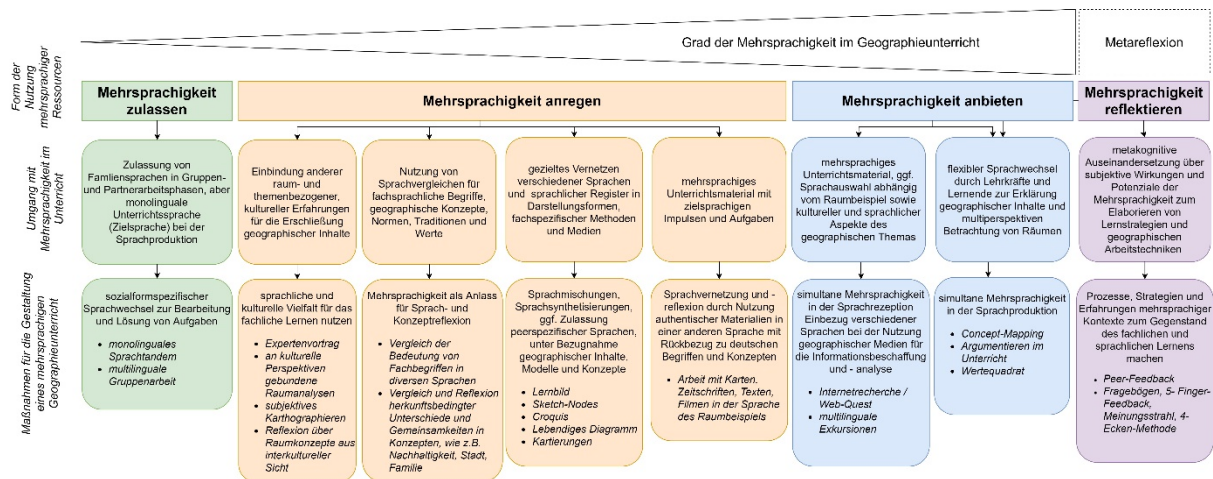 Grad der Mehrsprachigkeit im Geographieunterricht
Metareflexion
Form der
Nutzung
mehrsprachiger
Ressourcen
Mehrsprachigkeit
zulassen
Mehrsprachigkeit anregen
Mehrsprachigkeit anbieten
Mehrsprachigkeit
reflektieren
Umgang mit
Mehrsprachigkeit im
Unterricht
Zulassung von
Familiensprachen in Gruppen-
und Partnerarbeitsphasen, aber
monolinguale
Unterrichtssprache
(Zielsprache) bei der
Sprachproduktion
Einbindung anderer
raum- und
themenbezogener,
kultureller Erfahrungen
für die Erschließung
geographischer Inhalte
Nutzung von
Sprachvergleichen für
fachsprachliche Begriffe,
geographische Konzepte,
Normen, Traditionen und
Werte
gezieltes Vernetzen
verschiedener Sprachen
und sprachlicher Register in
Darstellungsformen,
fachspezifischer Methoden
und Medien
mehrsprachiges
Unterrichtsmaterial mit
zielsprachigen
Impulsen und Aufgaben
mehrsprachiges
Unterrichtsmaterial, ggf.
Sprachauswahl abhängig
vom Raumbeispiel sowie
kultureller und sprachlicher
Aspekte des
geographischen Themas
flexibler Sprachwechsel
durch Lehrkräfte und
Lernende zur Erklärung
geographischer Inhalte und
multiperspektiven
Betrachtung von Räumen
metakognitive
Auseinandersetzung über
subjektive Wirkungen und
Potenziale der
Mehrsprachigkeit zum
Elaborieren von
Lernstrategien und
geographischen
Arbeitstechniken
Maßnahmen für die Gestaltung
eines mehrsprachigen
Geographieunterricht
sozialformspezifischer
Sprachwechsel zur Bearbeitung
und Lösung von Aufgaben
• monolinguales
Sprachtandem
• multilinguale
Gruppenarbeit
sprachliche und
kulturelle Vielfalt für das
fachliche Lernen nutzen
• Expertenvortrag
• an kulturelle
Perspektiven
gebundene
Raumanalysen
• subjektives
Karthographieren
• Reflexion über
Raumkonzepte aus
interkultureller
Sicht
Mehrsprachigkeit als Anlass
für Sprach- und
Konzeptreflexion
• Vergleich der
Bedeutung von
Fachbegriffen in
diversen Sprachen
• Vergleich und Reflexion
herkunftsbedingter
Unterschiede und
Gemeinsamkeiten in
Konzepten, wie z.B.
Nachhaltigkeit, Stadt,
Familie
Sprachmischungen,
Sprachsynthetisierungen,
ggf. Zulassung
peerspezifischer Sprachen,
unter Bezugnahme
geographischer Inhalte.
Modelle und Konzepte
• Lernbild
• Sketch-Nodes
• Croquis
• Lebendiges Diagramm
• Kartierungen
Sprachvernetzung und -
reflexion durch Nutzung
authentischer Materialien in
einer anderen Sprache mit
Rückbezug zu deutschen
Begriffen und Konzepten
• Arbeit mit Karten,
Zeitschriften, Texten,
Filmen in der Sprache
des Raumbeispiels
simultane Mehrsprachigkeit
in der Sprachrezeption
Einbezug verschiedener
Sprachen bei der Nutzung
geographischer Medien für
die Informationsbeschaffung
und - analyse
• Internetrecherche /
Web-Quest
• multilinguale
Exkursionen
simultane Mehrsprachigkeit
in der Sprachproduktion
• Concept-Mapping
• Argumentieren im
Unterricht
• Wertequadrat
Prozesse, Strategien und
Erfahrungen mehrsprachiger
Kontexte zum Gegenstand
des fachlichen und
sprachlichen Lernens
machen
• Peer-Feedback
• Fragebögen, 5- Finger-
Feedback,
Meinungsstrahl, 4-
Ecken-Methode